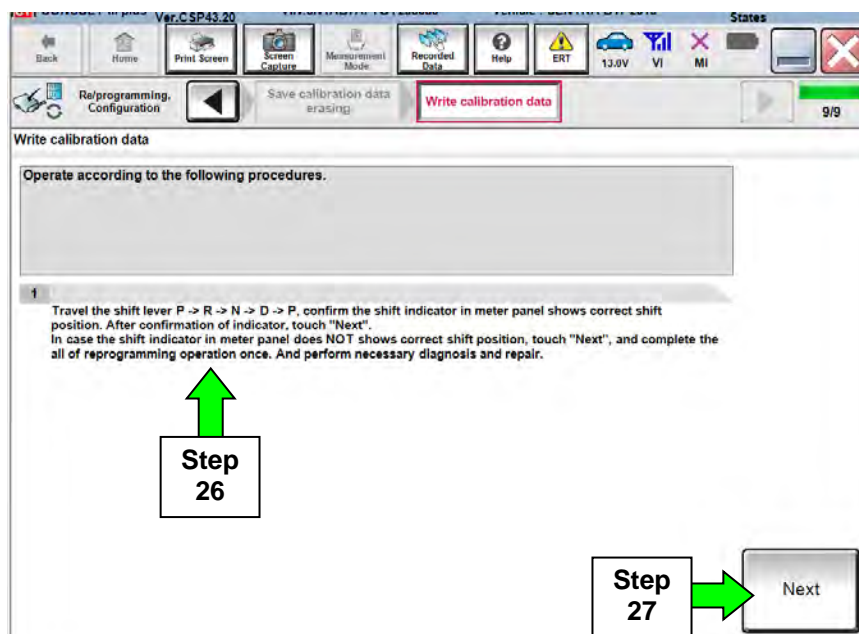 Ver.CSP43.20
States
Back
Home
Print Screen
Screen
Capture
Measurement
Mode
Recorded
Data
Help
ERT
13.0V
VI
MI
Re/programming,
Configuration
Save calibration data
erasing
Write calibration data
9/9
Write calibration data
Operate according to the following procedures.
1
Travel the shift lever P -> R -> N -> D -> P, confirm the shift indicator in meter panel shows correct shift
position. After confirmation of indicator, touch "Next".
In case the shift indicator in meter panel does NOT shows correct shift position, touch "Next", and complete the
all of reprogramming operation once. And perform necessary diagnosis and repair.
Step
26
Step
27
Next